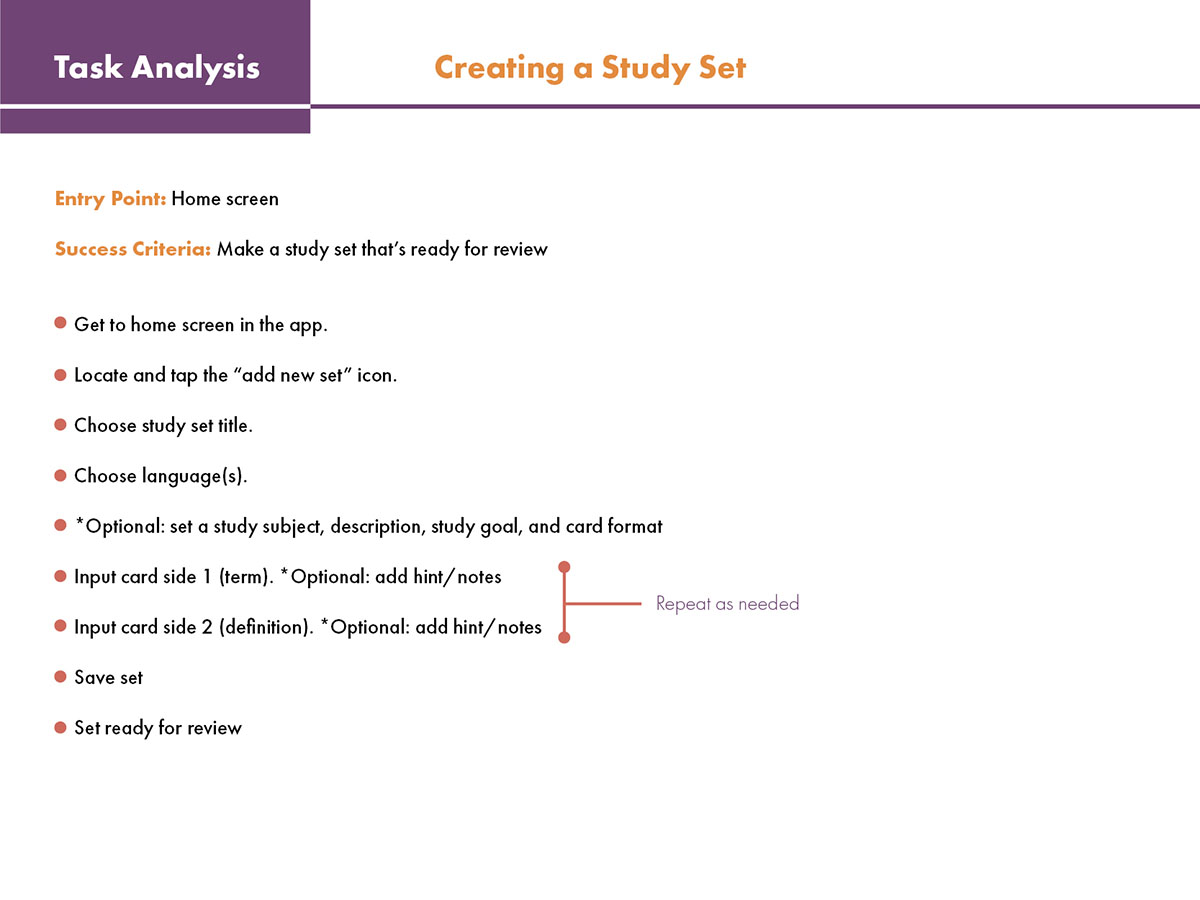 Task Analysis
Creating a Study Set
Entry Point: Home screen
Success Criteria: Make a study set that’s ready for review
Get to home screen in the app.
Locate and tap the “add new set” icon.
Choose study set title.
Choose language(s).
*Optional: set a study subject, description, study goal, and card format
Input card side 1 (term). *Optional: add hint/notes
Input card side 2 (definition). *Optional: add hint/notes
Repeat as needed
Save set
Set ready for review